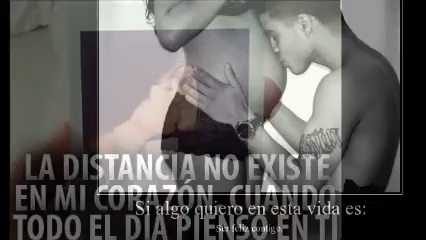 LA DISTANCIA NO EXISTE
EN MI CORAZÓN, CUANDO
TODO EL DIA PIENSO EN TI
Si algo quiero en esta vida es:
Ser feliz contigo